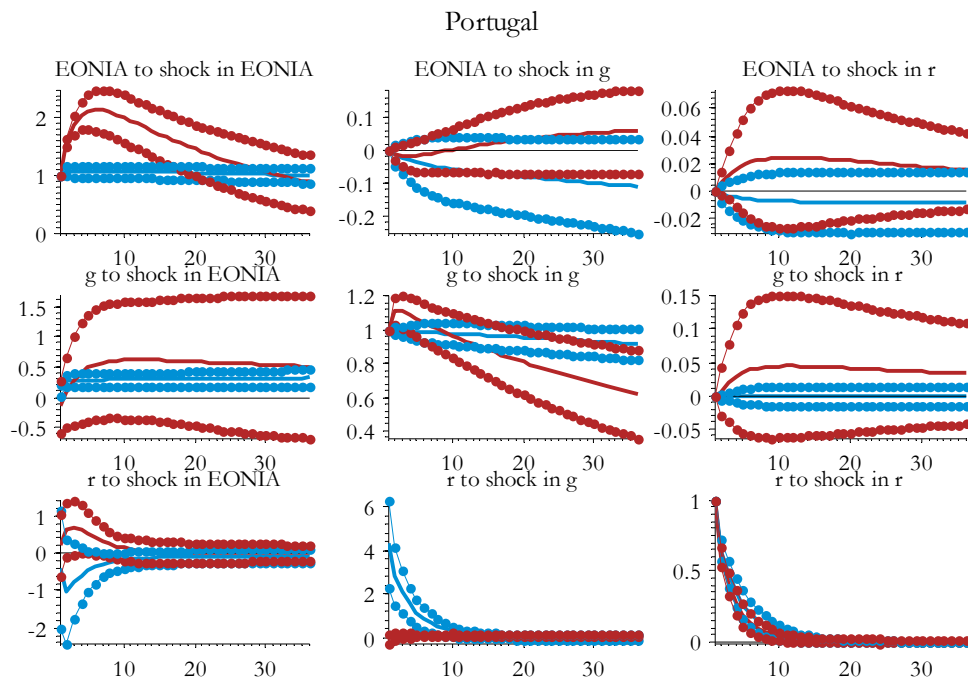 Portugal
EONIA to shock in EONIA
EONIA to shock in g
EONIA to shock in r
2
1
0
10 20 30
0.1
0
-0.1
-0.2
10 20 30
0.06
0.04
0.02
0
-0.02
10 20 30
g to shock in EONIA
g to shock in g
g to shock in r
1.5
1
0.5
0
-0.5
10 20 30
1.2
1
0.8
0.6
0.4
10 20 30
0.15
0.1
0.05
0
-0.05
10 20 30
r to shock in EONIA
r to shock in g
r to shock in r
1
0
-1
-2
10 20 30
6
4
2
0
10 20 30
1
0.5
0
10 20 30